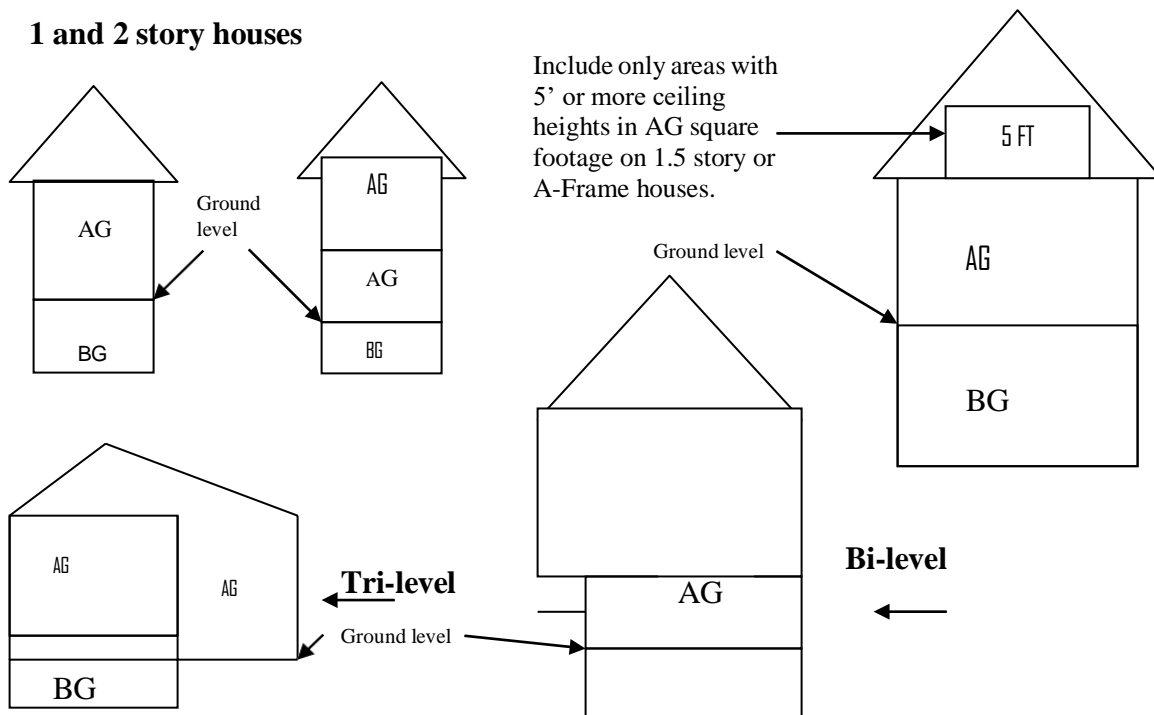 1 and 2 story houses
Include only areas with
5’ or more ceiling
heights in AG square
footage on 1.5 story or
A-Frame houses.
5 FT
AG
Ground
level
AG
AG
BG
BG
Ground level
AG
BG
AG
AG
BG
Tri-level
Ground level
AG
Bi-level